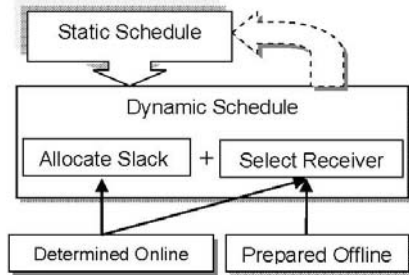 Static Schedule
Dynamic Schedule
Allocate Slack + Select Receiver
Determined Online
Prepared Offline